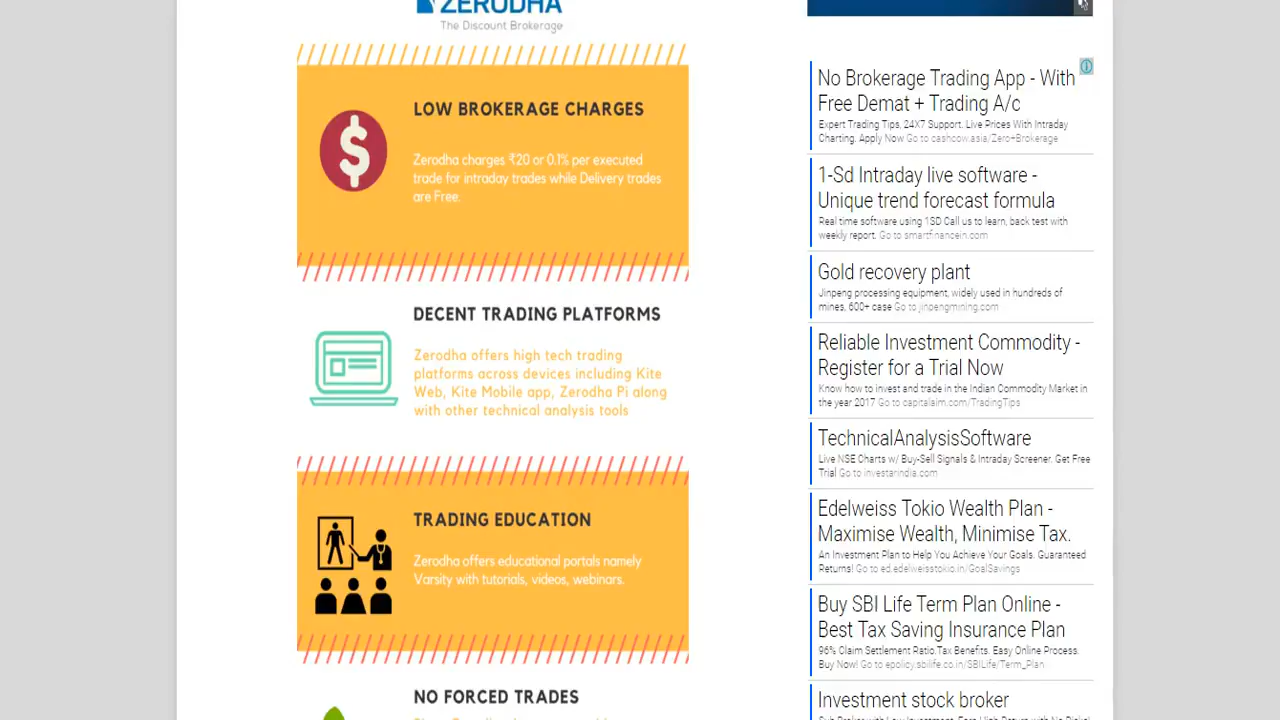 ZERODHA
The Discount Brokerage
LOW BROKERAGE CHARGES
Zerodha charges ₹20 or 0.1% per executed
trade for intraday trades while Delivery trades
are Free.
DECENT TRADING PLATFORMS
Zerodha offers high tech trading
platforms across devices including Kite
Web, Kite Mobile app, Zerodha Pi along
with other technical analysis tools
TRADING EDUCATION
Zerodha offers educational portals namely
Varsity with tutorials, videos, webinars.
NO FORCED TRADES
No Brokerage Trading App - With
Free Demat + Trading A/c
Expert Trading Tips, 24X7 Support. Live Prices With Intraday
Charting. Apply Now Go to cashcow.asia/Zero+Brokerage
1-Sd Intraday live software -
Unique trend forecast formula
Real time software using 1SD Call us to learn, back test with
weekly report. Go to smartfinancein.com
Gold recovery plant
Jinpeng processing equipment, widely used in hundreds of
mines, 600+ case Go to jinpengmining.com
Reliable Investment Commodity -
Register for a Trial Now
Know how to invest and trade in the Indian Commodity Market in
the year 2017 Go to capitalaim.com/TradingTips
TechnicalAnalysisSoftware
Live NSE Charts w/ Buy-Sell Signals & Intraday Screener. Get Free
Trial Go to investarindia.com
Edelweiss Tokio Wealth Plan -
Maximise Wealth, Minimise Tax.
An Investment Plan to Help You Achieve Your Goals. Guaranteed
Returns! Go to ed.edelweisstokio.in/GoalSavings
Buy SBI Life Term Plan Online -
Best Tax Saving Insurance Plan
96% Claim Settlement Ratio.Tax Benefits. Easy Online Process.
Buy Now! Go to epolicy.sbilife.co.in/SBILife/Term_Plan
Investment stock broker